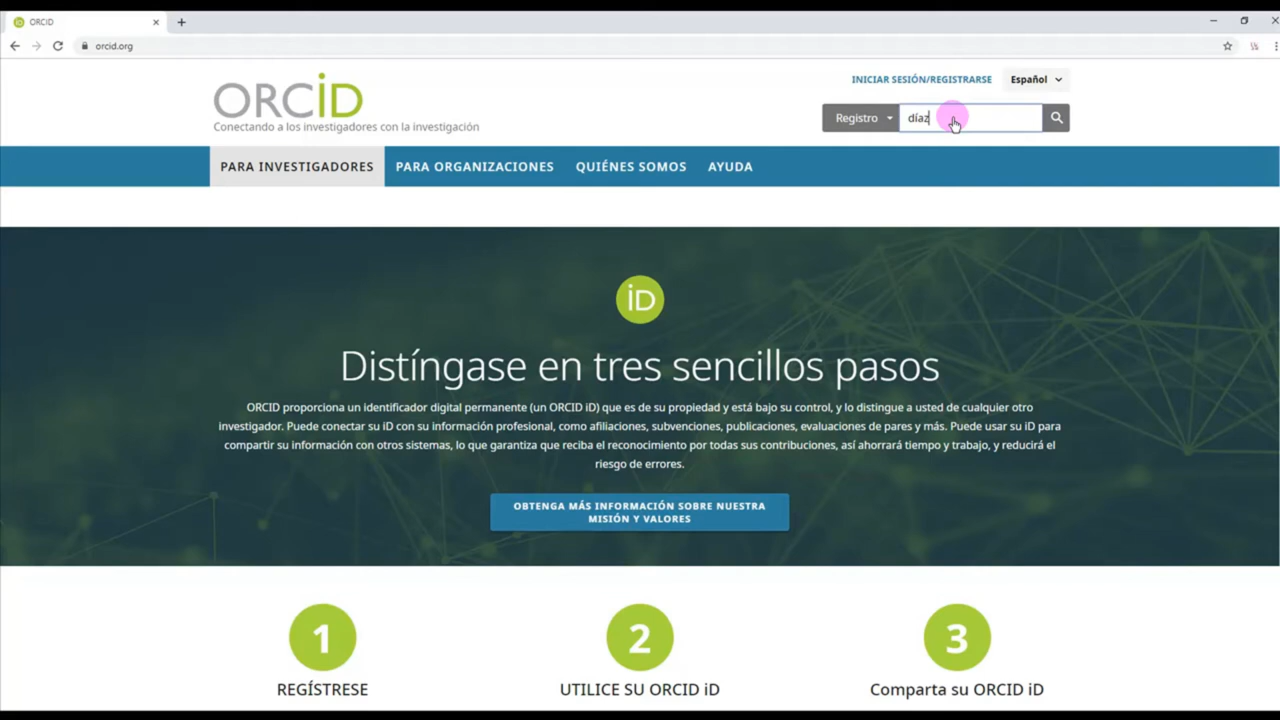 ORCID
orcid.org
ORCID
Conectando a los investigadores con la investigación
INICIAR SESIÓN/REGISTRARSE
Español
Registro
díaz
PARA INVESTIGADORES
PARA ORGANIZACIONES
QUIÉNES SOMOS
AYUDA
iD
Distíngase en tres sencillos pasos
ORCID proporciona un identificador digital permanente (un ORCID iD) que es de su propiedad y está bajo su control, y lo distingue a usted de cualquier otro
investigador. Puede conectar su iD con su información profesional, como afiliaciones, subvenciones, publicaciones, evaluaciones de pares y más. Puede usar su iD para
compartir su información con otros sistemas, lo que garantiza que reciba el reconocimiento por todas sus contribuciones, así ahorrará tiempo y trabajo, y reducirá el
riesgo de errores.
OBTENGA MÁS INFORMACIÓN SOBRE NUESTRA
MISIÓN Y VALORES
1
2
3
REGÍSTRESE
UTILICE SU ORCID iD
Comparta su ORCID iD